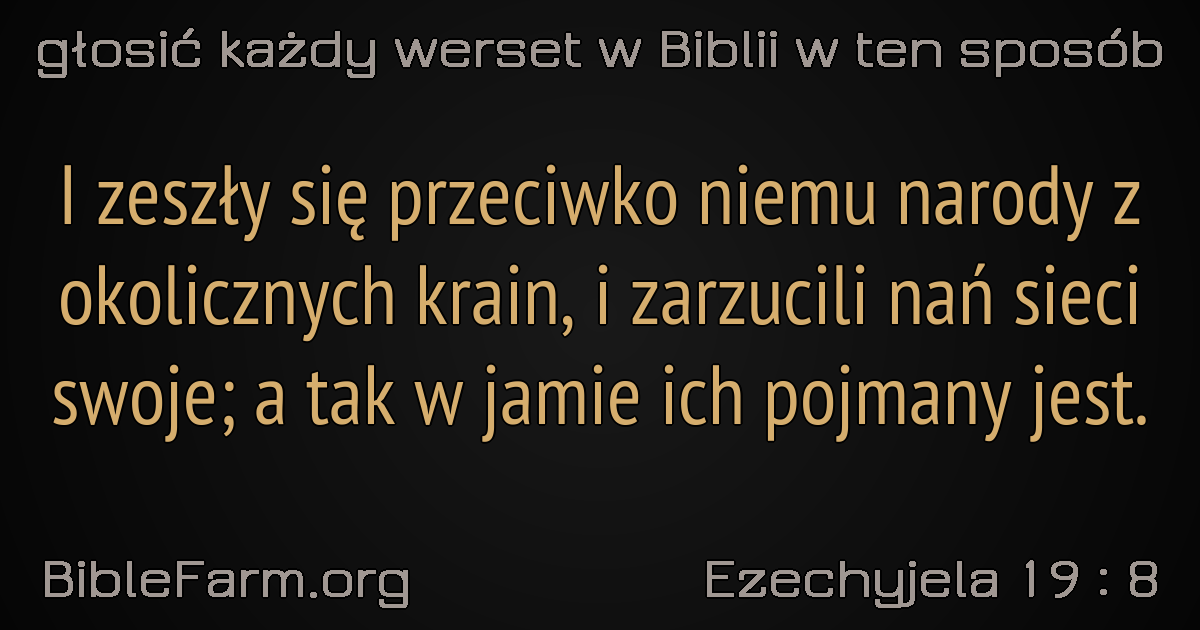 głosić każdy werset w Biblii w ten sposób
I zeszły się przeciwko niemu narody z
okolicznych krain, i zarzucili nań sieci
swoje; a tak w jamie ich pojmany jest.
BibleFarm.org
Ezechyjela 19 : 8